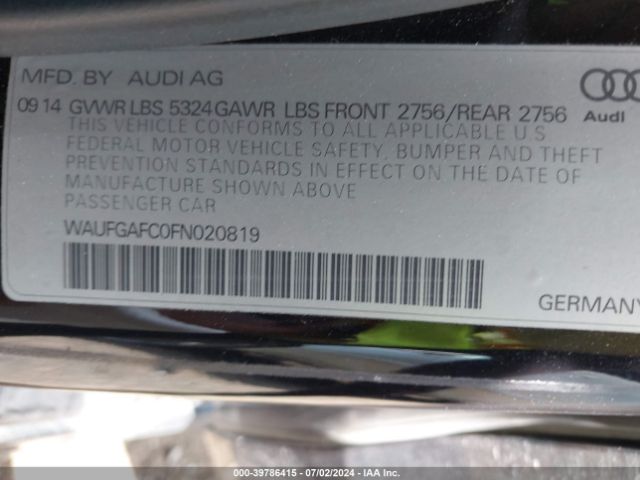 MFD. BY AUDI AG
09 14 GVWR LBS 5324 GAWR LBS FRONT 2756/REAR 2756
Audi
THIS VEHICLE CONFORMS TO ALL APPLICABLE U S
FEDERAL MOTOR VEHICLE SAFETY, BUMPER AND THEFT
PREVENTION STANDARDS IN EFFECT ON THE DATE OF
MANUFACTURE SHOWN ABOVE
PASSENGER CAR
WAUFGAFC0FN020819
GERMANY
000-39786415 - 07/02/2024 - IAA Inc.